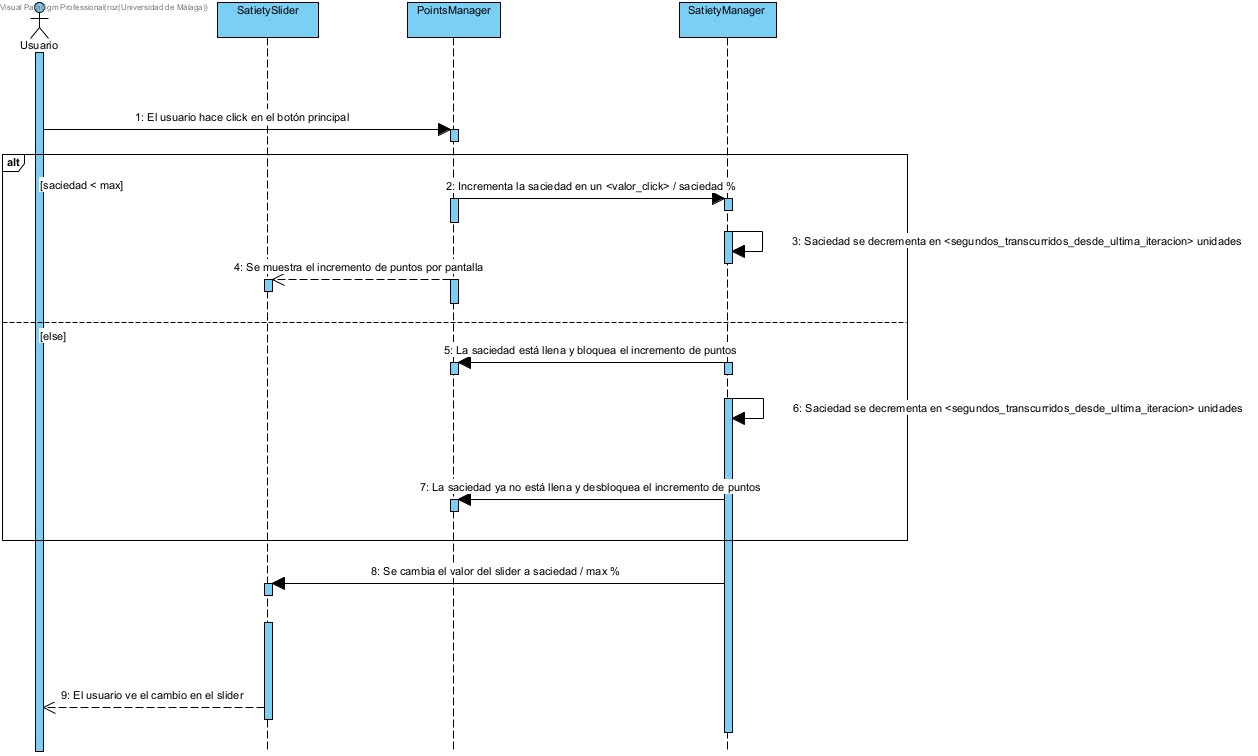 Visual Paradigm Professional(roz(Universidad de Málaga))
SatietySlider
PointsManager
SatietyManager
Usuario
1: El usuario hace click en el botón principal
alt
[saciedad < max]
2: Incrementa la saciedad en un <valor_click> / saciedad %
3: Saciedad se decrementa en <segundos_transcurridos_desde_ultima_iteracion> unidades
4: Se muestra el incremento de puntos por pantalla
[else]
5: La saciedad está llena y bloquea el incremento de puntos
6: Saciedad se decrementa en <segundos_transcurridos_desde_ultima_iteracion> unidades
7: La saciedad ya no está llena y desbloquea el incremento de puntos
8: Se cambia el valor del slider a saciedad / max %
9: El usuario ve el cambio en el slider